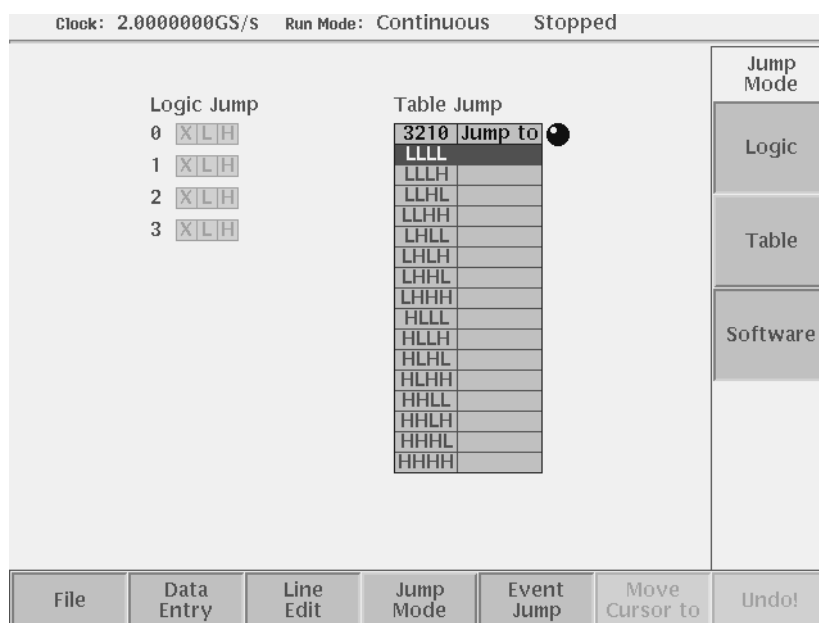 Clock: 2.0000000GS/s Run Mode: Continuous Stopped
Jump
Mode
Logic Jump
0 X L H
1 X L H
2 X L H
3 X L H
Table Jump
3210 Jump to
LLLL
LLLH
LLHL
LLHH
LHLL
LHLH
LHHL
LHHH
HLLL
HLLH
HLHL
HLHH
HHLL
HHLH
HHHL
HHHH
Logic
Table
Software
File
Data
Entry
Line
Edit
Jump
Mode
Event
Jump
Move
Cursor to
Undo!